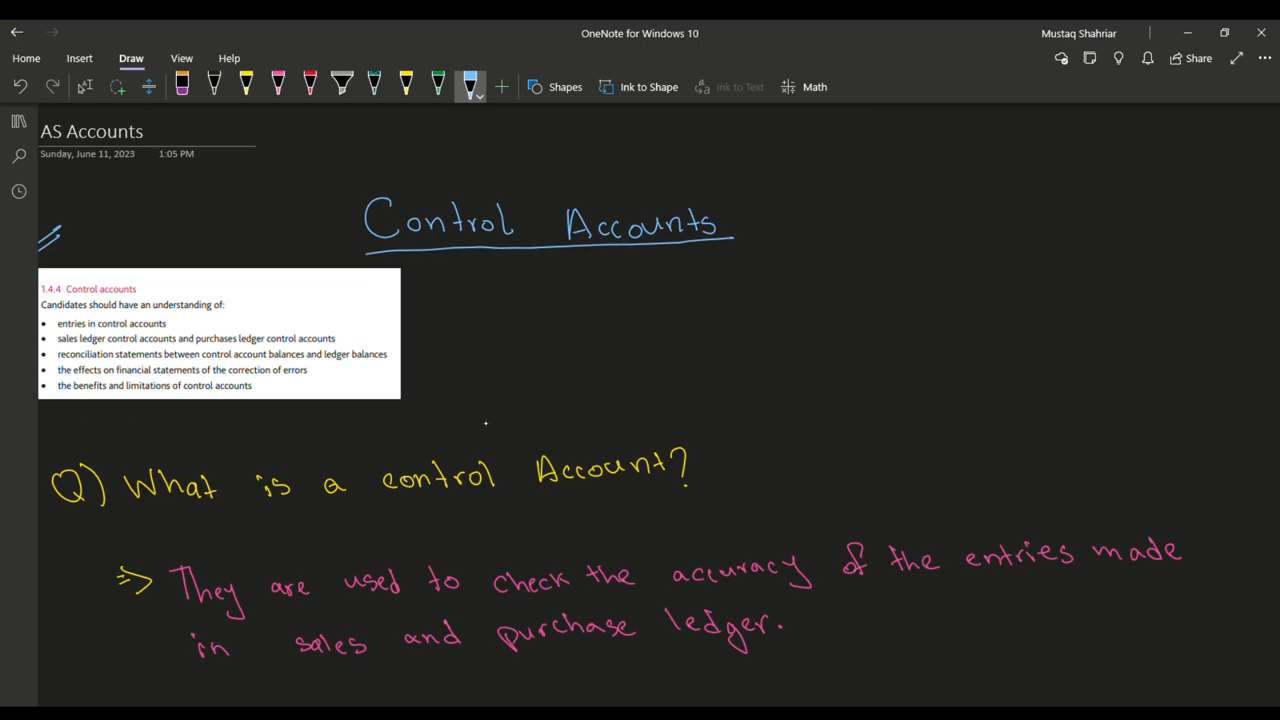 OneNote for Windows 10
Mustaq Shahriar
Home Insert Draw View Help
Share
Shapes Ink to Shape Ink to Text Math
AS Accounts
Sunday, June 11, 2023 1:05 PM
Control Accounts
1.4.4 Control accounts
Candidates should have an understanding of:
• entries in control accounts
• sales ledger control accounts and purchases ledger control accounts
• reconciliation statements between control account balances and ledger balances
• the effects on financial statements of the correction of errors
• the benefits and limitations of control accounts
Q) What is a control Account?
⇒ They are used to check the accuracy of the entries made
in sales and purchase ledger.